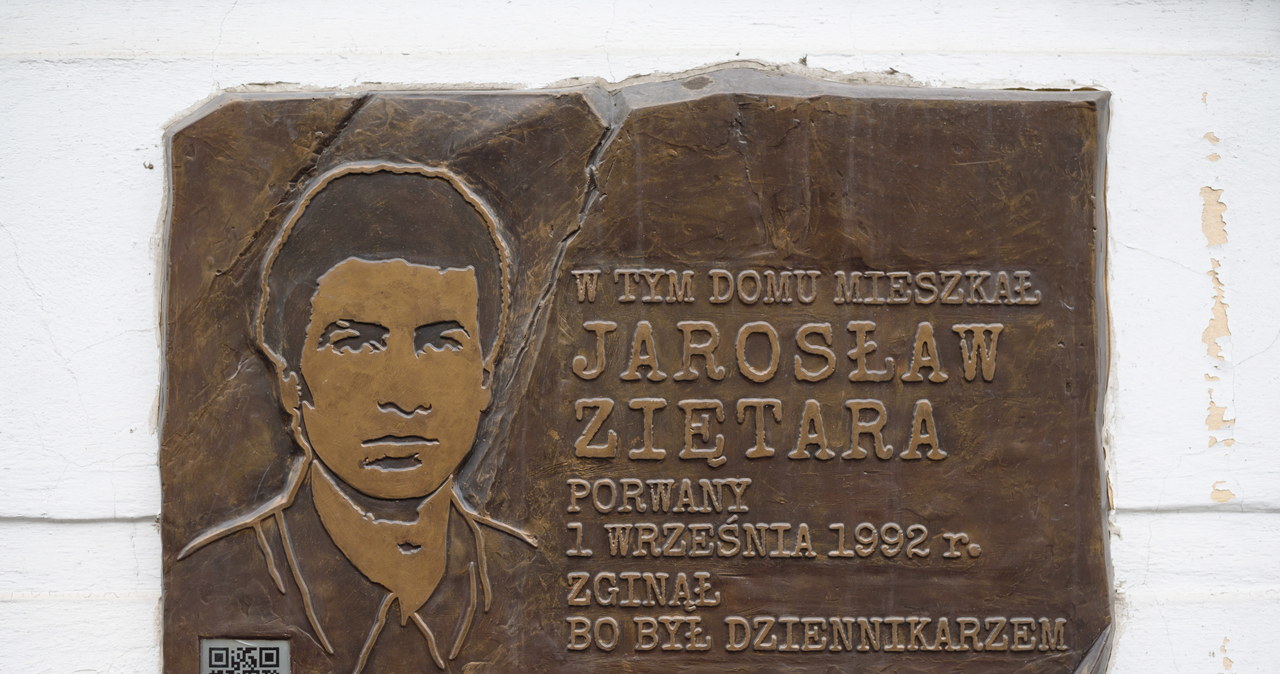 W TYM DOMU MIESZKAŁ
JAROSŁAW
ZIĘTARA
PORWANY
1 WRZEŚNIA 1992 r.
ZGINĄŁ
BO BYŁ DZIENNIKARZEM